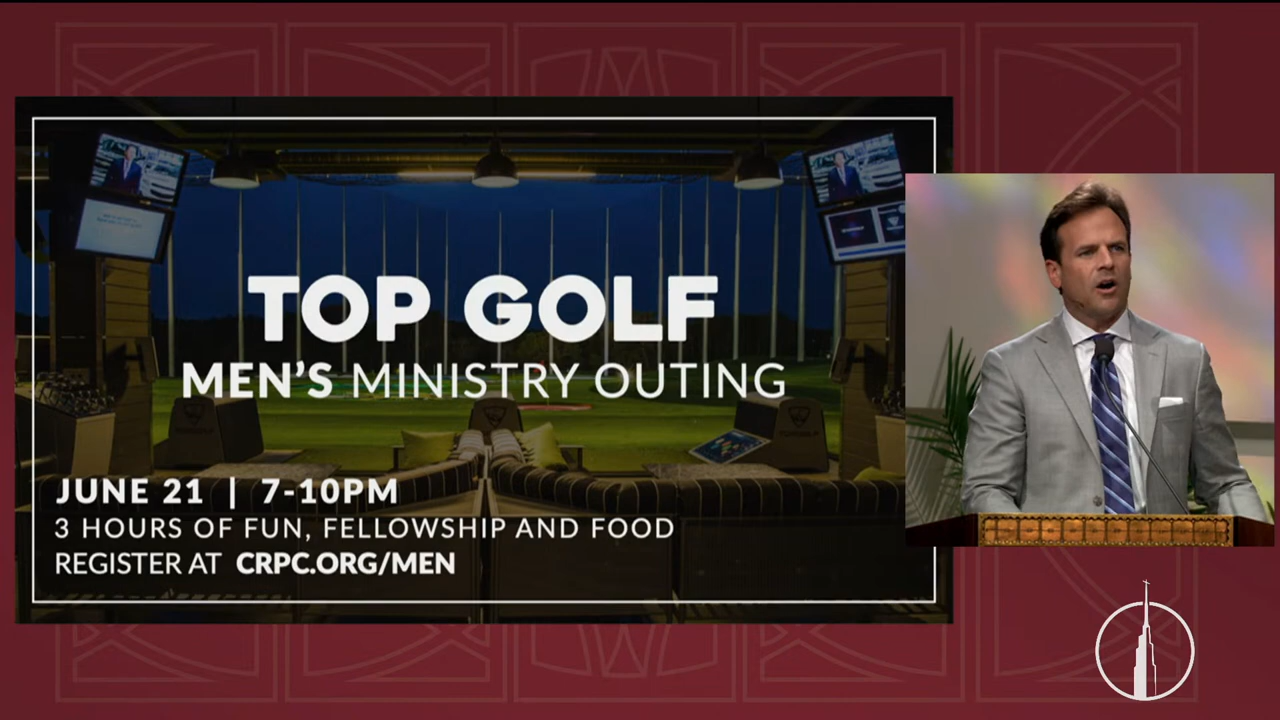 TOP GOLF
MEN'S MINISTRY OUTING
JUNE 21 | 7-10PM
3 HOURS OF FUN, FELLOWSHIP AND FOOD
REGISTER AT CRPC.ORG/MEN